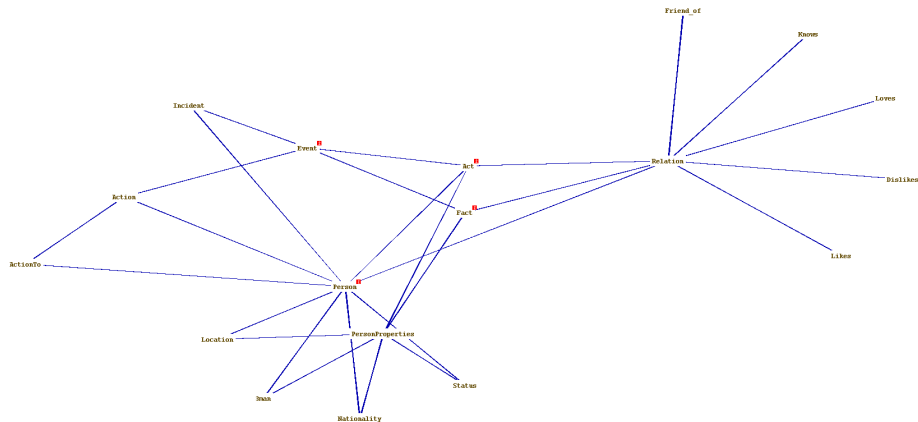 Friend_of
Knows
Loves
Incident
Event
Act
Relation
Dislikes
Action
Fact
Likes
ActionTo
Person
Location
PersonProperties
Status
Nationality